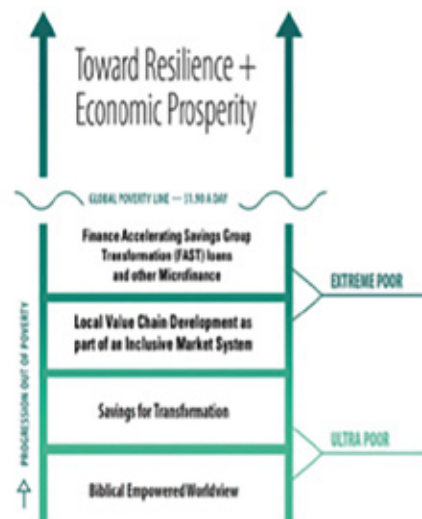 Toward Resilience +
Economic Prosperity
GLOBAL POVERTY LINE — $1.90 A DAY
Finance Accelerating Savings Group
Transformation (FAST) loans
and other Microfinance
EXTREME POOR
Local Value Chain Development as
part of an Inclusive Market System
Savings for Transformation
ULTRA POOR
Biblical Empowered Worldview
PROGRESSION OUT OF POVERTY